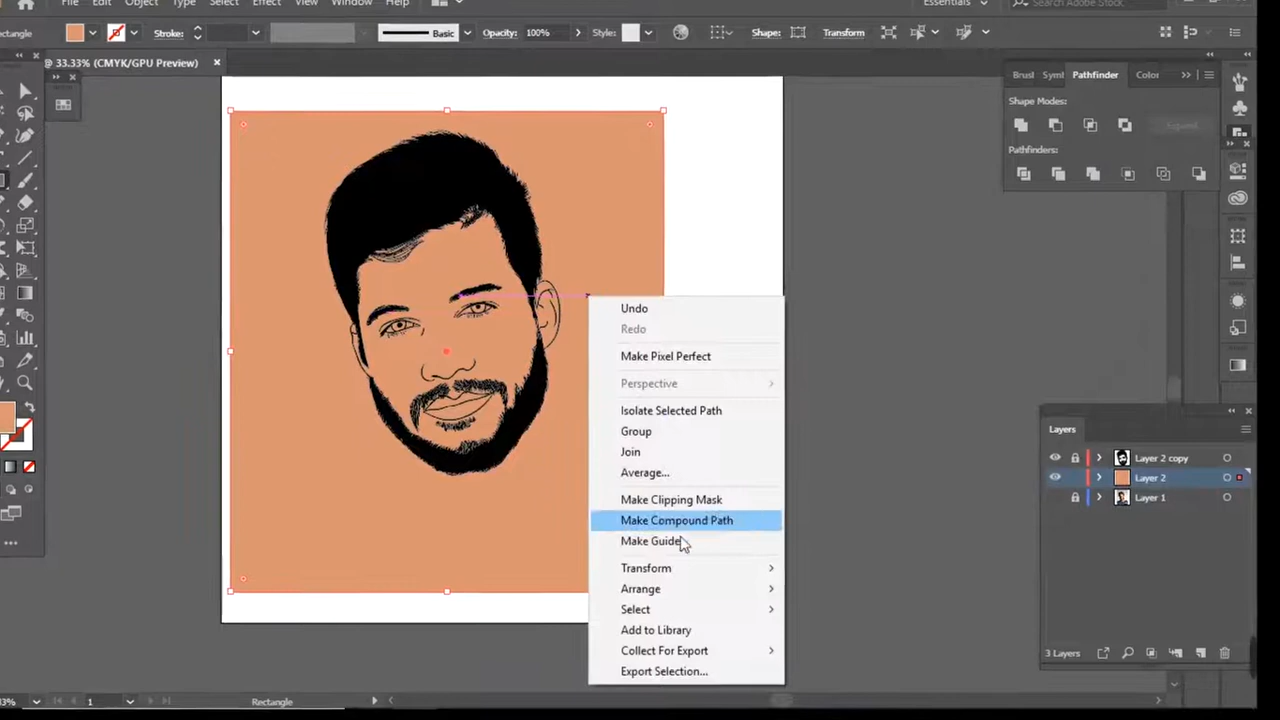 File Edit Object Type Select Effect Window Help Essentials Search Adobe Stock
Rectangle Stroke: Basic Opacity: 100% Style: Shape: Transform
@ 33.33% (CMYK/GPU Preview)
Symb Pathfinder Color
Shape Modes:
Expand
Pathfinders:
Undo
Redo
Make Pixel Perfect
Perspective
Isolate Selected Path
Group
Join
Average...
Make Clipping Mask
Make Compound Path
Make Guide
Transform
Arrange
Select
Add to Library
Collect For Export
Export Selection...
Layers
Layer 2 copy
Layer 2
Layer 1
3 Layers
1 Rectangle